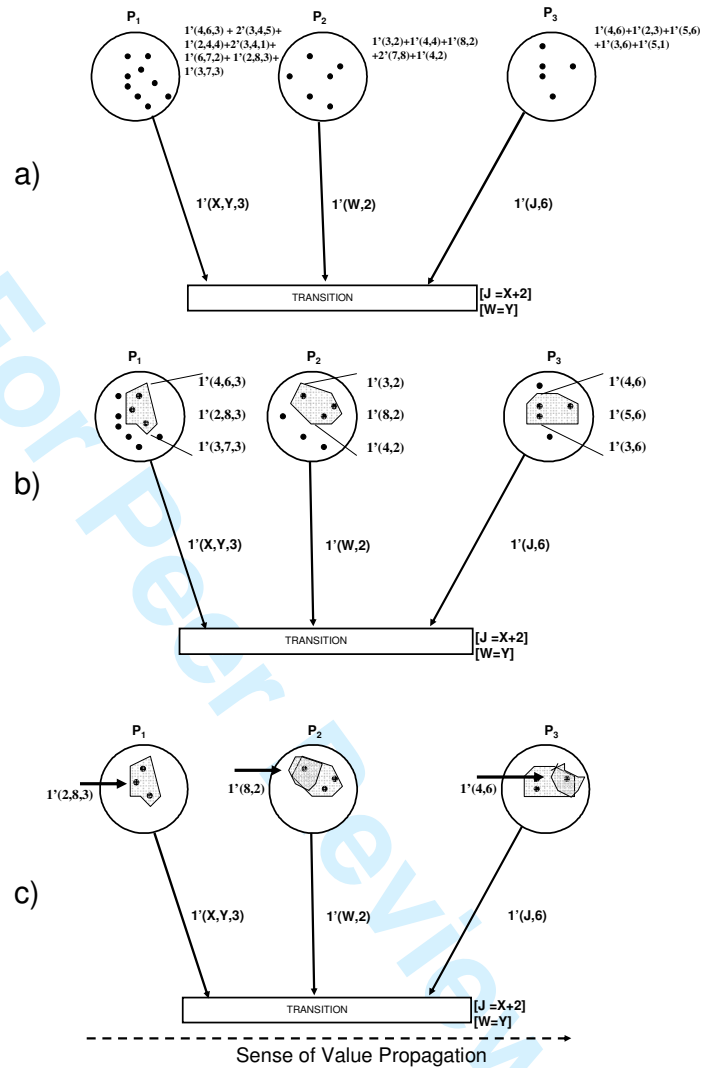 P1
P2
P3
1'(4,6,3) + 2'(3,4,5)+
1'(2,4,4)+2'(3,4,1)+
1'(6,7,2)+ 1'(2,8,3)+
1'(3,7,3)
1'(3,2)+1'(4,4)+1'(8,2)
+2'(7,8)+1'(4,2)
1'(4,6)+1'(2,3)+1'(5,6)
+1'(3,6)+1'(5,1)
a)
1'(X,Y,3)
1'(W,2)
1'(J,6)
TRANSITION
[J =X+2]
[W=Y]
P1
P2
P3
1'(4,6,3)
1'(2,8,3)
1'(3,7,3)
1'(3,2)
1'(8,2)
1'(4,2)
1'(4,6)
1'(5,6)
1'(3,6)
b)
1'(X,Y,3)
1'(W,2)
1'(J,6)
TRANSITION
[J =X+2]
[W=Y]
P1
P2
P3
1'(2,8,3)
1'(8,2)
1'(4,6)
c)
1'(X,Y,3)
1'(W,2)
1'(J,6)
TRANSITION
[J =X+2]
[W=Y]
Sense of Value Propagation
For Peer Review